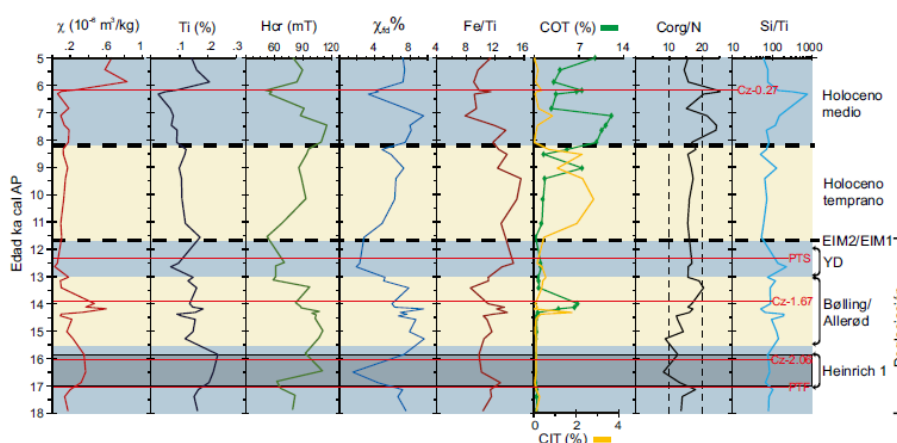 χ (10⁻⁶ m³/kg) Ti (%) Hcr (mT) χfd% Fe/Ti COT (%) Corg/N Si/Ti
.2 .6 1 .1 .2 .3 60 90 120 0 2 4 6 8 4 8 12 16 0 7 14 10 20 10 100 1000
Edad ka cal AP
5
6
7
8
9
10
11
12
13
14
15
16
17
18
Cz-0.27
Holoceno
medio
Holoceno
temprano
EIM2/EIM1
PTS
YD
Cz-1.67
Bølling/
Allerød
Cz-2.06
Heinrich 1
PTF
0 2 4
CIT (%)